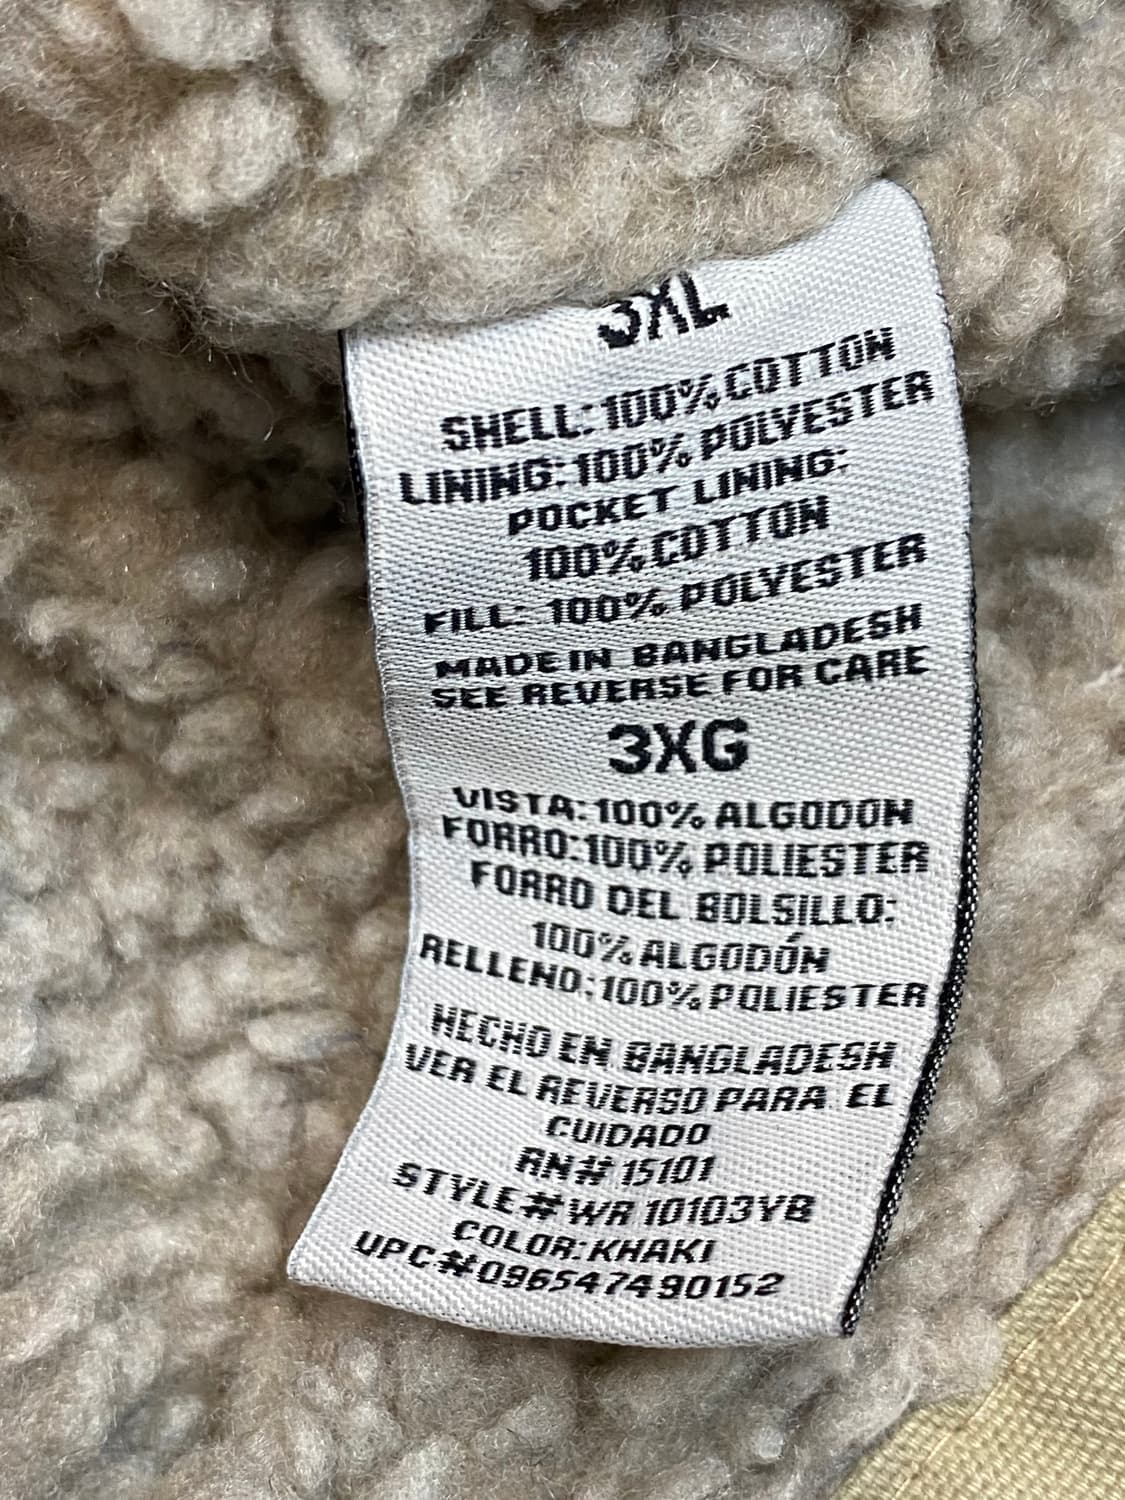 3XL
SHELL:100% COTTON
LINING:100% POLYESTER
POCKET LINING:
100% COTTON
FILL: 100% POLYESTER
MADE IN BANGLADESH
SEE REVERSE FOR CARE
3XG
VISTA:100% ALGODON
FORRO:100% POLIESTER
FORRO DEL BOLSILLO:
100% ALGODÓN
RELLENO:100% POLIESTER
HECHO EN BANGLADESH
VER EL REVERSO PARA EL
CUIDADO
RN# 15101
STYLE# WR10103YB
COLOR:KHAKI
UPC#096547490152